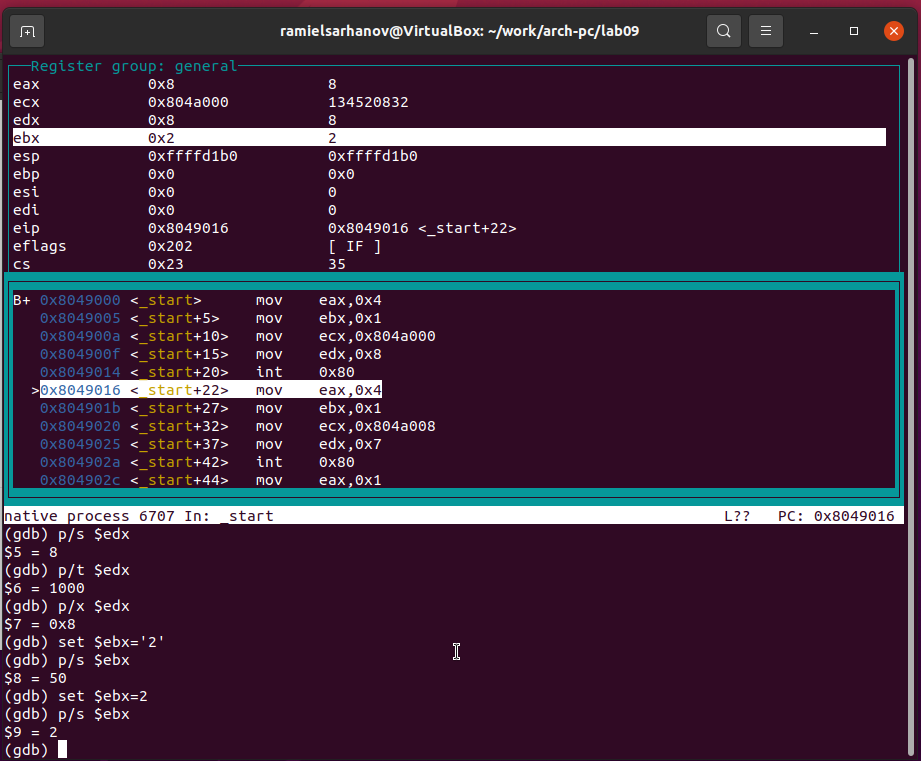 ramielsarhanov@VirtualBox: ~/work/arch-pc/lab09
Register group: general
eax 0x8 8
ecx 0x804a000 134520832
edx 0x8 8
ebx 0x2 2
esp 0xffffd1b0 0xffffd1b0
ebp 0x0 0x0
esi 0x0 0
edi 0x0 0
eip 0x8049016 0x8049016 <_start+22>
eflags 0x202 [ IF ]
cs 0x23 35
B+ 0x8049000 <_start> mov eax,0x4
0x8049005 <_start+5> mov ebx,0x1
0x804900a <_start+10> mov ecx,0x804a000
0x804900f <_start+15> mov edx,0x8
0x8049014 <_start+20> int 0x80
>0x8049016 <_start+22> mov eax,0x4
0x804901b <_start+27> mov ebx,0x1
0x8049020 <_start+32> mov ecx,0x804a008
0x8049025 <_start+37> mov edx,0x7
0x804902a <_start+42> int 0x80
0x804902c <_start+44> mov eax,0x1
native process 6707 In: _start L?? PC: 0x8049016
(gdb) p/s $edx
$5 = 8
(gdb) p/t $edx
$6 = 1000
(gdb) p/x $edx
$7 = 0x8
(gdb) set $ebx='2'
(gdb) p/s $ebx
$8 = 50
(gdb) set $ebx=2
(gdb) p/s $ebx
$9 = 2
(gdb)